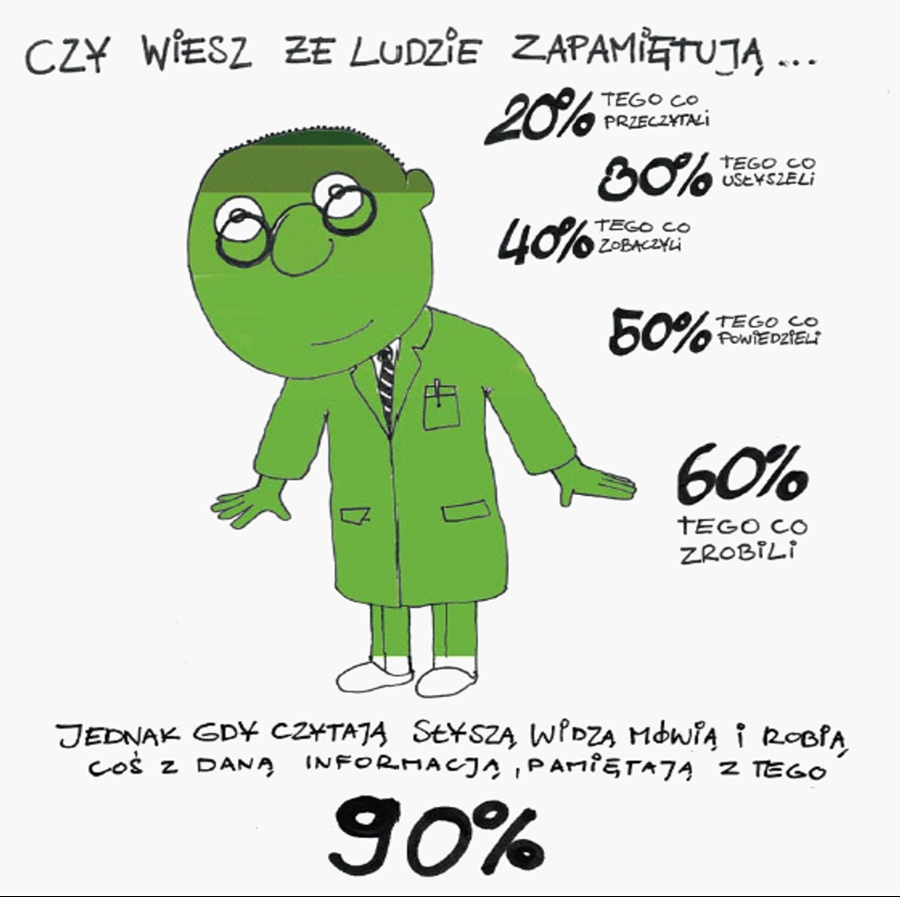 CZY WIESZ ŻE LUDZIE ZAPAMIĘTUJĄ...
20% TEGO CO
PRZECZYTALI
30% TEGO CO
USŁYSZELI
40% TEGO CO
ZOBACZYLI
50% TEGO CO
POWIEDZIELI
60%
TEGO CO
ZROBILI
JEDNAK GDY CZYTAJĄ SŁYSZĄ WIDZĄ MÓWIĄ i ROBIĄ
COŚ Z DANĄ INFORMACJĄ, PAMIĘTAJĄ Z TEGO
90%